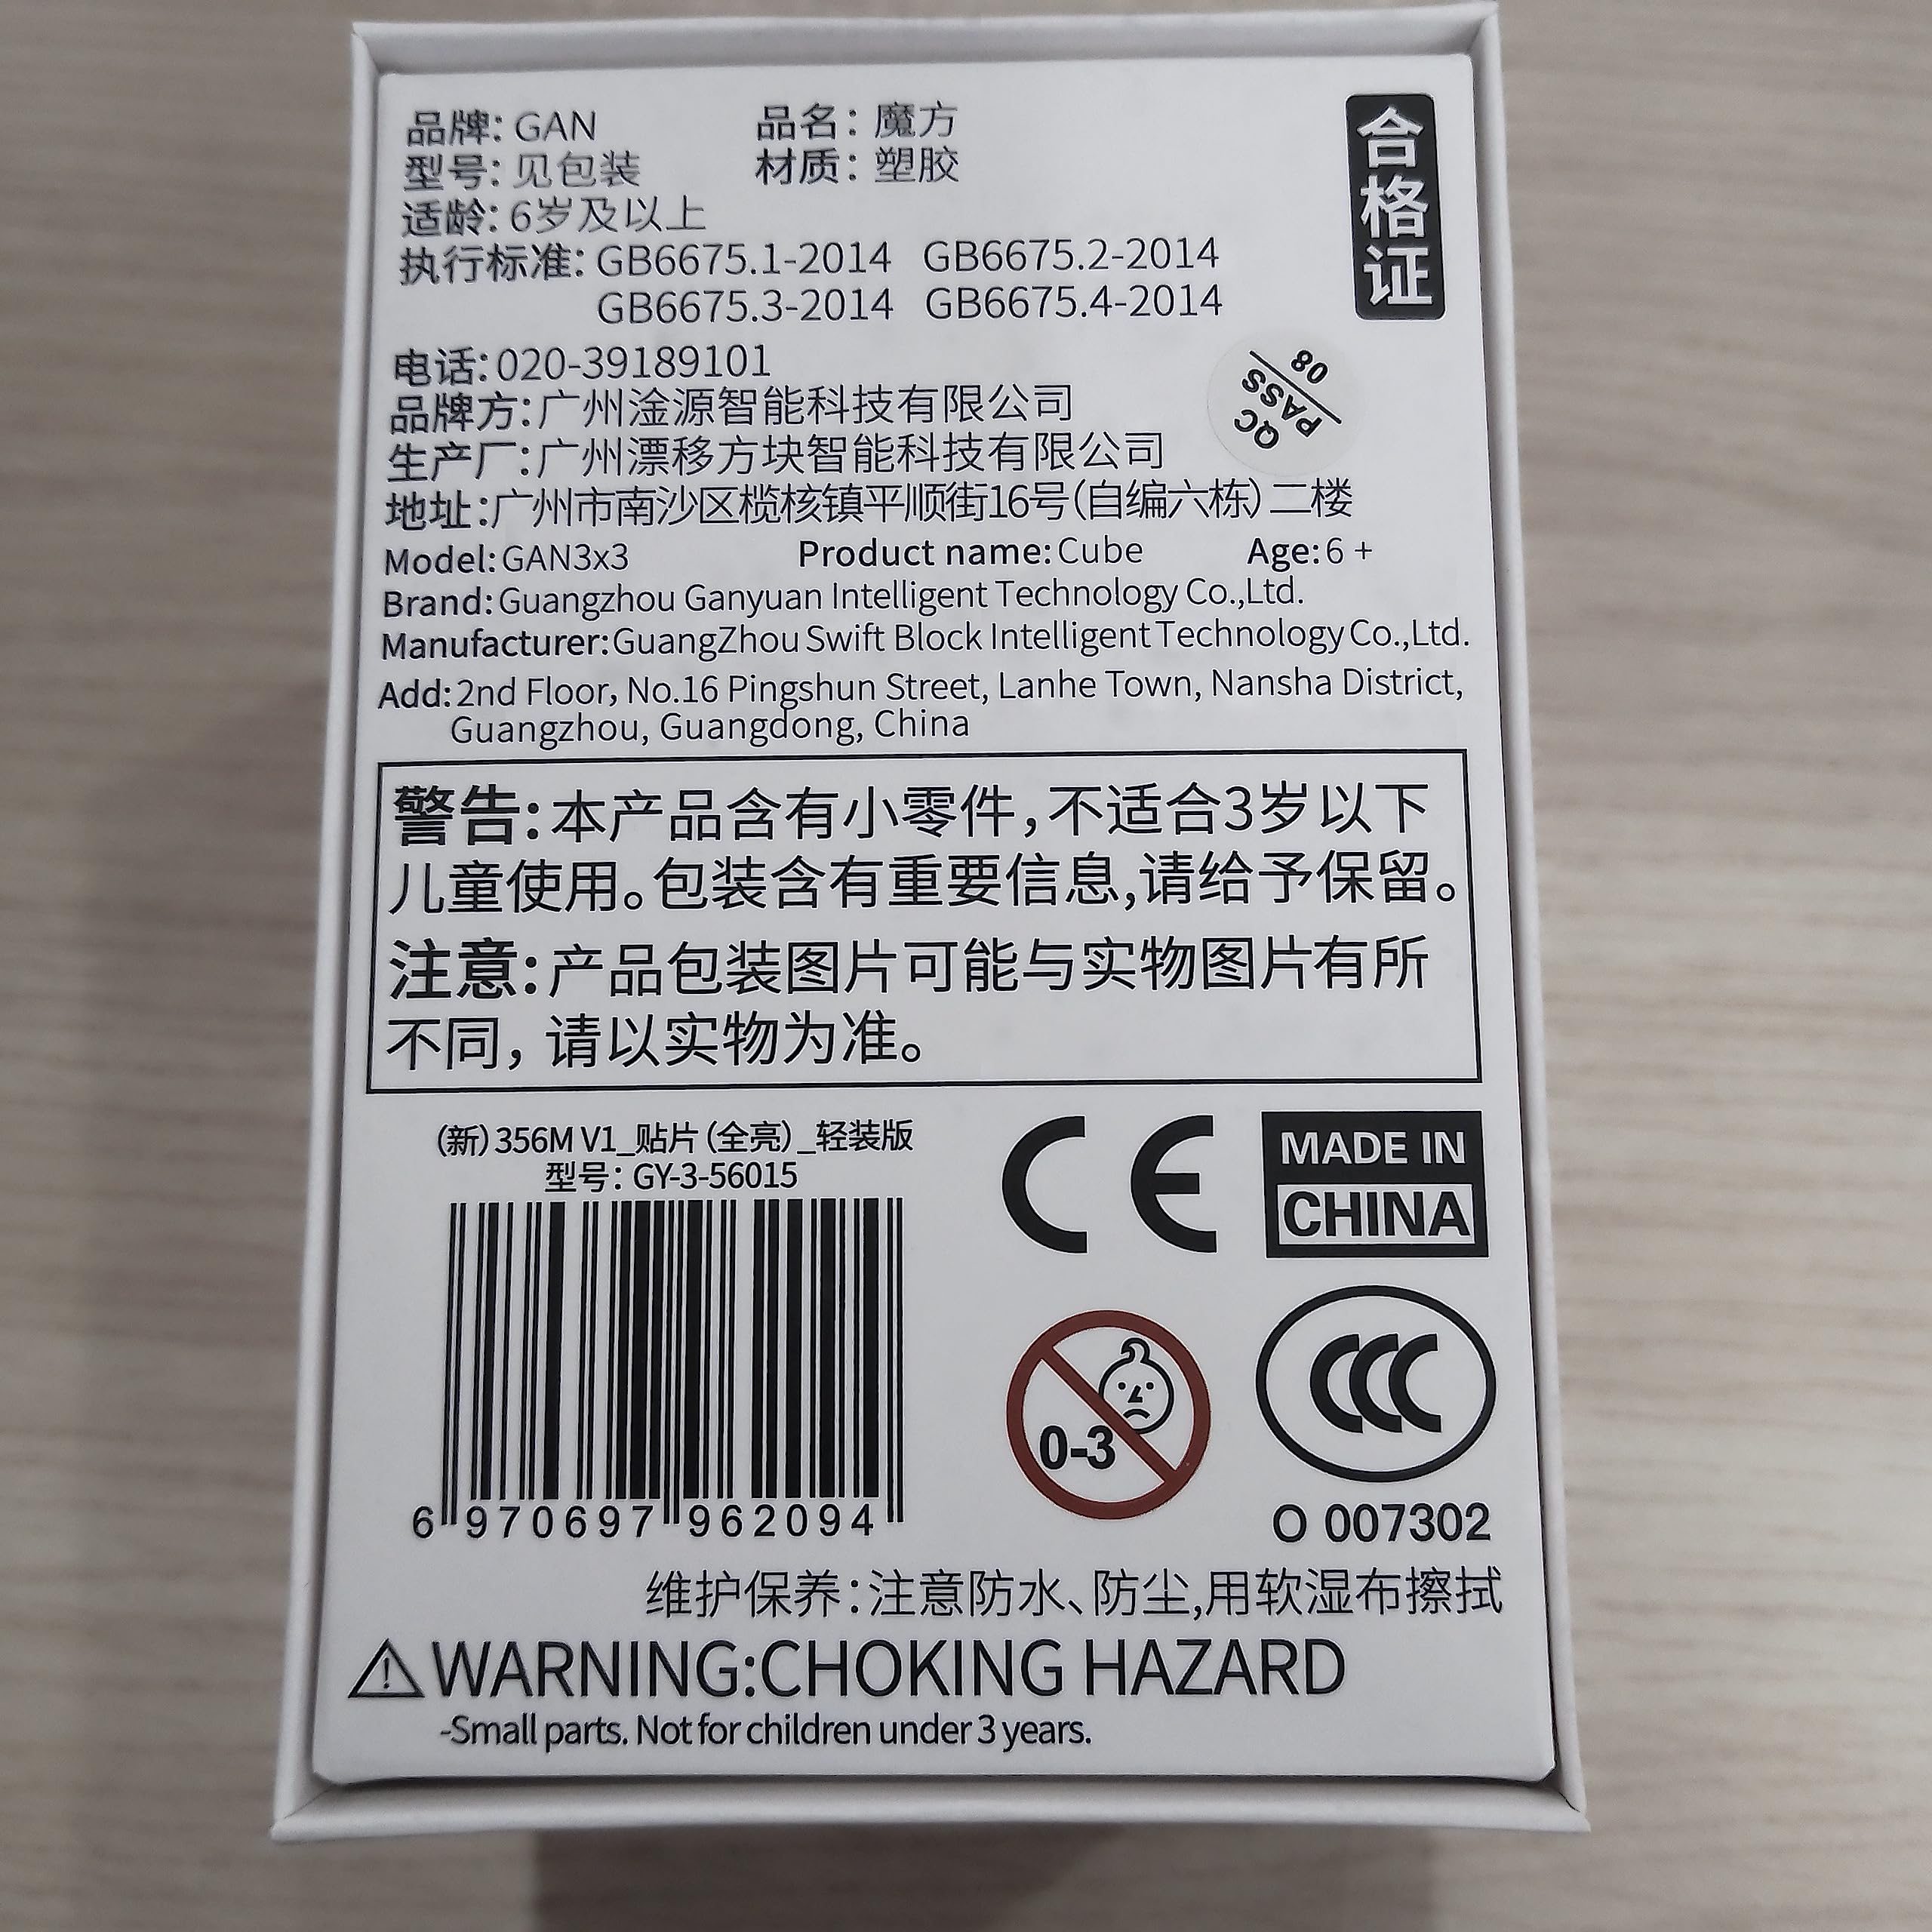 品牌: GAN 品名: 魔方
型号: 见包装 材质: 塑胶
适龄: 6岁及以上
执行标准: GB6675.1-2014 GB6675.2-2014
GB6675.3-2014 GB6675.4-2014
合格证
电话:020-39189101
QC
PASS
08
品牌方:广州淦源智能科技有限公司
生产厂:广州漂移方块智能科技有限公司
地址:广州市南沙区榄核镇平顺街16号(自编六栋)二楼
Model:GAN3x3 Product name:Cube Age:6 +
Brand:Guangzhou Ganyuan Intelligent Technology Co.,Ltd.
Manufacturer:GuangZhou Swift Block Intelligent Technology Co.,Ltd.
Add:2nd Floor, No.16 Pingshun Street, Lanhe Town, Nansha District,
Guangzhou, Guangdong, China
警告:本产品含有小零件,不适合3岁以下
儿童使用。包装含有重要信息,请给予保留。
注意:产品包装图片可能与实物图片有所
不同, 请以实物为准。
(新)356M V1_贴片(全亮)_轻装版
型号: GY-3-56015
6 970697 962094
CE
MADE IN
CHINA
0-3
CCC
O 007302
维护保养:注意防水、防尘,用软湿布擦拭
WARNING:CHOKING HAZARD
-Small parts. Not for children under 3 years.